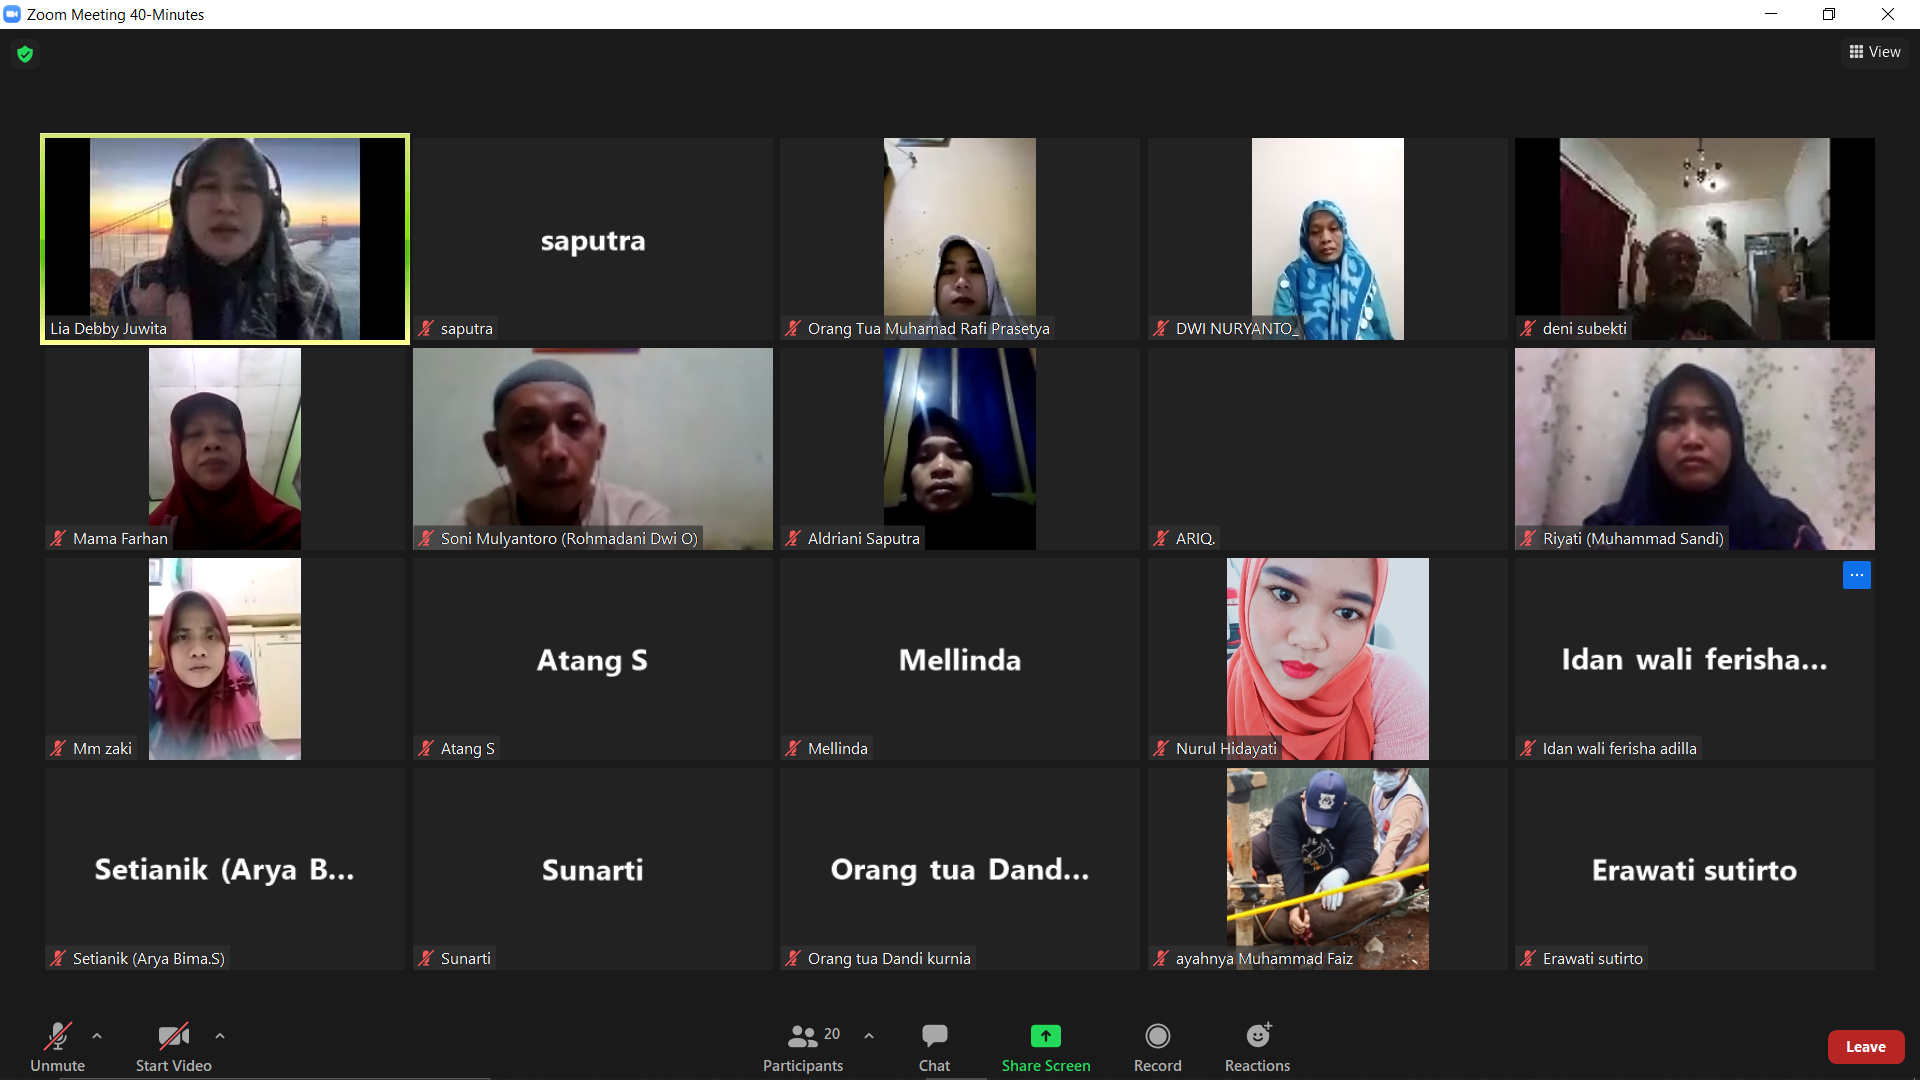 Zoom Meeting 40-Minutes
View
Lia Debby Juwita
saputra
saputra
Orang Tua Muhamad Rafi Prasetya
DWI NURYANTO_
deni subekti
Mama Farhan
Soni Mulyantoro (Rohmadani Dwi O)
Aldriani Saputra
ARIQ.
Riyati (Muhammad Sandi)
Mm zaki
Atang S
Atang S
Mellinda
Mellinda
Nurul Hidayati
Idan wali ferisha...
Idan wali ferisha adilla
Setianik (Arya B...
Setianik (Arya Bima.S)
Sunarti
Sunarti
Orang tua Dand...
Orang tua Dandi kurnia
ayahnya Muhammad Faiz
Erawati sutirto
Erawati sutirto
Unmute
Start Video
20
Participants
Chat
Share Screen
Record
Reactions
Leave